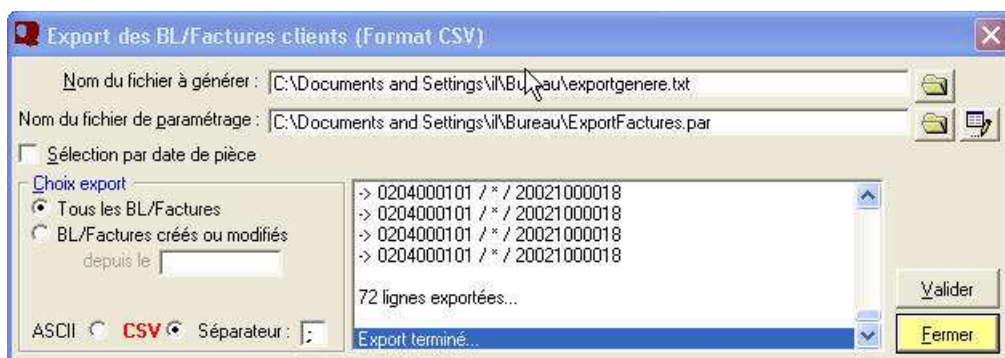 Export des BL/Factures clients (Format CSV)
Nom du fichier à générer : C:\Documents and Settings\il\Bureau\exportgenere.txt
Nom du fichier de paramétrage : C:\Documents and Settings\il\Bureau\ExportFactures.par
Sélection par date de pièce
Choix export
Tous les BL/Factures
BL/Factures créés ou modifiés
depuis le
ASCII CSV Séparateur : ;
-> 0204000101 / * / 20021000018
-> 0204000101 / * / 20021000018
-> 0204000101 / * / 20021000018
-> 0204000101 / * / 20021000018
72 lignes exportées...
Export terminé...
Valider
Fermer